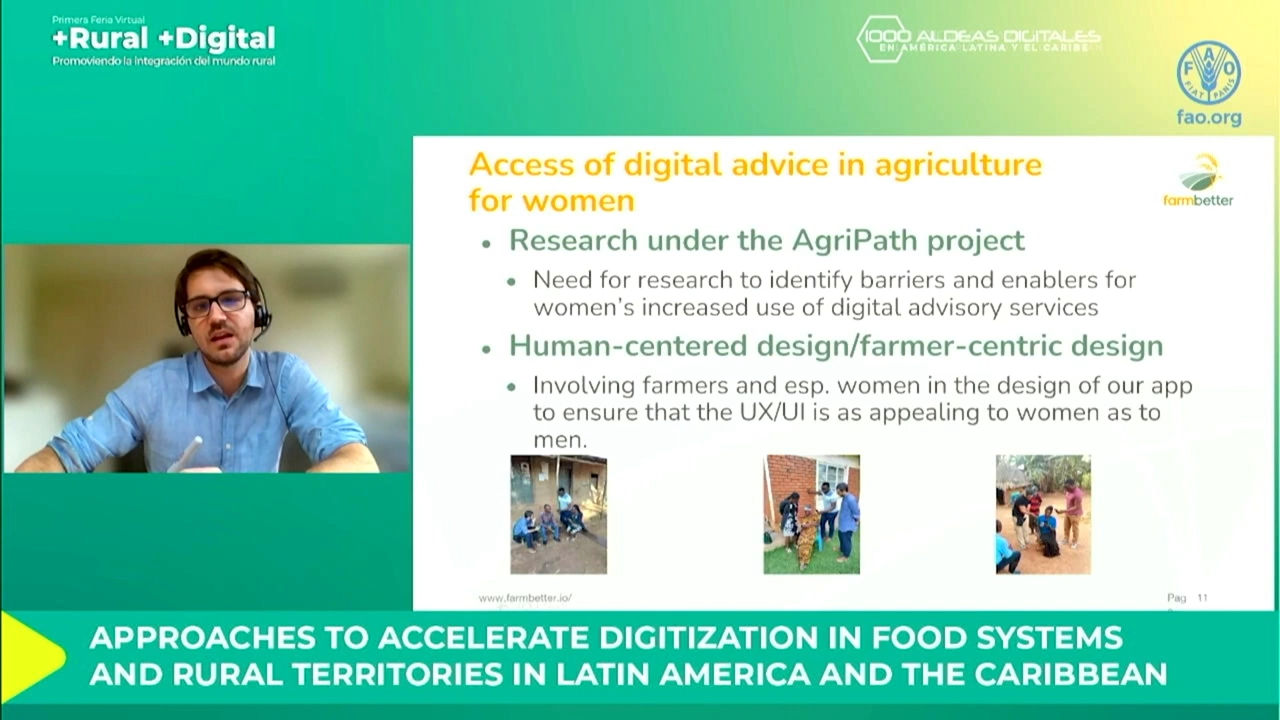 Primera Feria Virtual
+Rural +Digital
Promoviendo la integración del mundo rural
1000 ALDEAS DIGITALES
EN AMÉRICA LATINA Y EL CARIBE
FAO
FIAT PANIS
fao.org
Access of digital advice in agriculture
for women
farmbetter
• Research under the AgriPath project
• Need for research to identify barriers and enablers for
women's increased use of digital advisory services
• Human-centered design/farmer-centric design
• Involving farmers and esp. women in the design of our app
to ensure that the UX/UI is as appealing to women as to
men.
www.farmbetter.io/
Pag 11
APPROACHES TO ACCELERATE DIGITIZATION IN FOOD SYSTEMS
AND RURAL TERRITORIES IN LATIN AMERICA AND THE CARIBBEAN